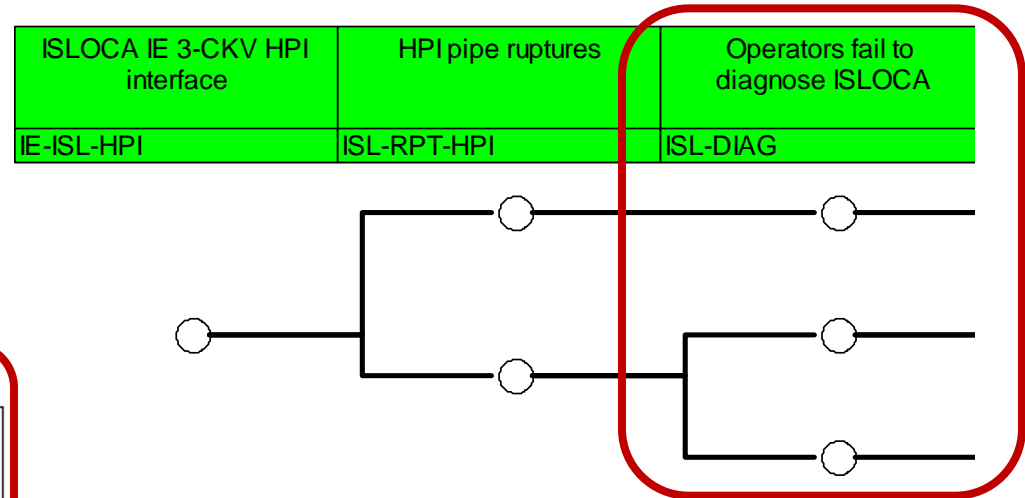 ISLOCA IE 3-CKV HPI
interface
HPI pipe ruptures
Operators fail to
diagnose ISLOCA
IE-ISL-HPI
ISL-RPT-HPI
ISL-DIAG